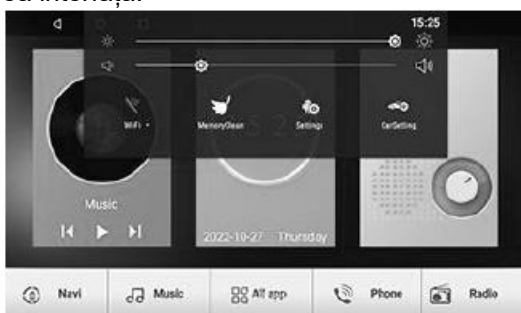 15:25
WiFi MemoryClean Settings CarSetting
Music
2022-10-27 Thursday
Navi Music All app Phone Radio